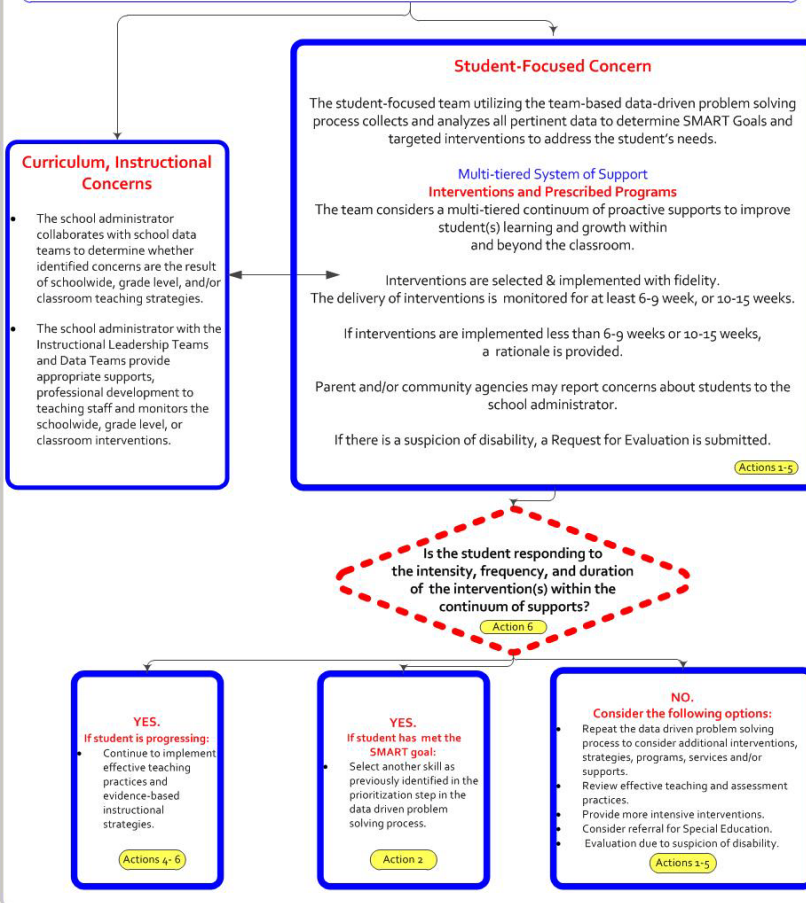 Student-Focused Concern
The student-focused team utilizing the team-based data-driven problem solving
process collects and analyzes all pertinent data to determine SMART Goals and
targeted interventions to address the student's needs.
Multi-tiered System of Support
Interventions and Prescribed Programs
The team considers a multi-tiered continuum of proactive supports to improve
student(s) learning and growth within
and beyond the classroom.
Interventions are selected & implemented with fidelity.
The delivery of interventions is monitored for at least 6-9 week, or 10-15 weeks.
If interventions are implemented less than 6-9 weeks or 10-15 weeks,
a rationale is provided.
Parent and/or community agencies may report concerns about students to the
school administrator.
If there is a suspicion of disability, a Request for Evaluation is submitted.
Actions 1-5
Curriculum, Instructional
Concerns
• The school administrator
collaborates with school data
teams to determine whether
identified concerns are the result
of schoolwide, grade level, and/or
classroom teaching strategies.
• The school administrator with the
Instructional Leadership Teams
and Data Teams provide
appropriate supports,
professional development to
teaching staff and monitors the
schoolwide, grade level, or
classroom interventions.
Is the student responding to
the intensity, frequency, and duration
of the intervention(s) within the
continuum of supports?
Action 6
YES.
If student is progressing:
• Continue to implement
effective teaching
practices and
evidence-based
instructional
strategies.
Actions 4- 6
YES.
If student has met the
SMART goal:
• Select another skill as
previously identified in the
prioritization step in the
data driven problem
solving process.
Action 2
NO.
Consider the following options:
• Repeat the data driven problem solving
process to consider additional interventions,
strategies, programs, services and/or
supports.
• Review effective teaching and assessment
practices.
• Provide more intensive interventions.
• Consider referral for Special Education.
• Evaluation due to suspicion of disability.
Actions 1-5